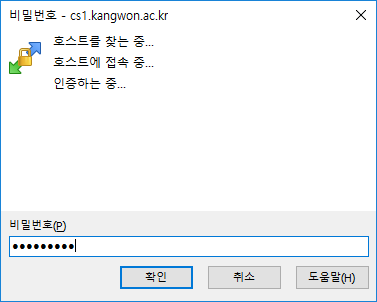 비밀번호 - cs1.kangwon.ac.kr
호스트를 찾는 중...
호스트에 접속 중...
인증하는 중...
비밀번호(P)
●●●●●●●●●
확인 취소 도움말(H)